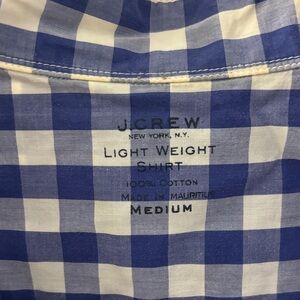 J.CREW
NEW YORK, N.Y.
LIGHT WEIGHT
SHIRT
100% COTTON
MADE IN MAURITIUS
MEDIUM